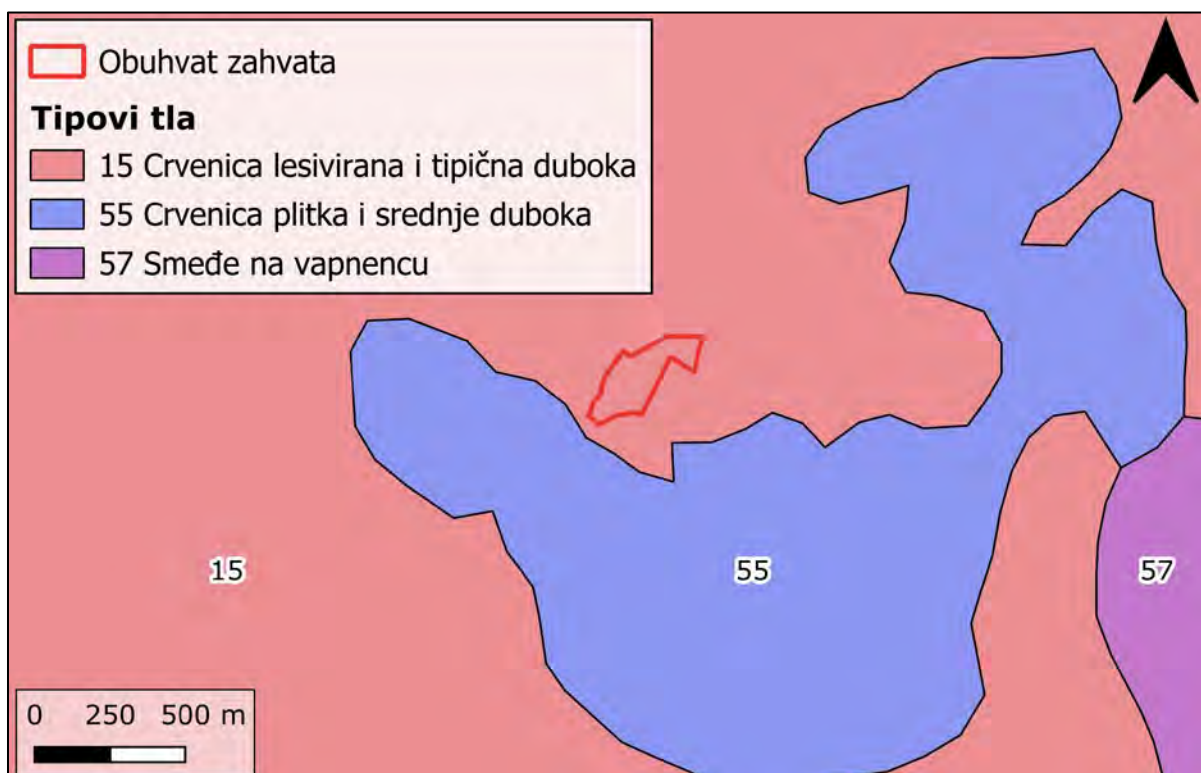 Obuhvat zahvata
Tipovi tla
15 Crvenica lesivirana i tipična duboka
55 Crvenica plitka i srednje duboka
57 Smeđe na vapnencu
15
55
57
0 250 500 m